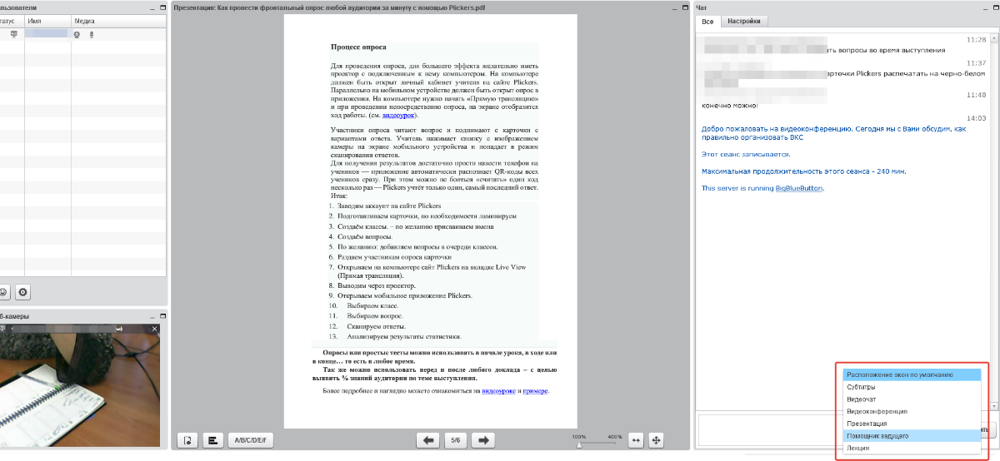 Имя
Медиа
Презентация: Как провести фронтальный опрос любой аудитории за минуту с помощью Plickers.pdf
Процесс опроса
Для проведения опроса, для большего эффекта желательно иметь
проектор с подключенным к нему компьютером. На компьютере
должен быть открыт личный кабинет учителя на сайте Plickers.
Параллельно на мобильном устройстве должен быть открыт опрос в
приложении. На компьютере нужно начать «Прямую трансляцию»
и при проведении непосредственно опроса, на экране отобразится
ход работы. (см. видеоурок).
Участники опроса читают вопрос и поднимают с карточки с
вариантами ответа. Учитель нажимает кнопку с изображением
камеры на экране мобильного устройства и попадает в режим
сканирования ответов.
Для получения результатов достаточно просто навести телефон на
учеников — приложение автоматически распознает QR-коды всех
учеников сразу. При этом можно не бояться «считать» один код
несколько раз — Plickers учтёт только один, самый последний ответ.
Итак:
1. Заводим аккаунт на сайте Plickers
2. Подготавливаем карточки, по необходимости ламинируем
3. Создаём классы. – по желанию присваиваем имена
4. Создаём вопросы.
5. По желанию: добавляем вопросы в очереди классов.
6. Раздаем участникам опроса карточки
7. Открываем на компьютере сайт Plickers на вкладке Live View
(Прямая трансляция).
8. Выводим через проектор.
9. Открываем мобильное приложение Plickers.
10. Выбираем класс.
11. Выбираем вопрос.
12. Сканируем ответы.
13. Анализируем результаты статистики.
Опросы или простые тесты можно использовать в начале урока, в ходе или
в конце… то есть в любое время.
Так же можно использовать перед и после любого доклада – с целью
выявить % знаний аудитории по теме выступления.
Более подробнее и наглядно можете ознакомиться на видеоуроке и примере.
A/B/C/D/E/F
5/6
100%
400%
Чат
Все
Настройки
11:28
вопросы во время выступления
11:37
Plickers распечатать на черно-белом
11:48
конечно можно!
14:03
Добро пожаловать на видеоконференцию. Сегодня мы с Вами обсудим, как
правильно организовать ВКС
Этот сеанс записывается.
Максимальная продолжительность этого сеанса - 240 мин.
This server is running BigBlueButton.
Расположение окон по умолчанию
Субтитры
Видеочат
Видеоконференция
Презентация
Помощник ведущего
Лекция